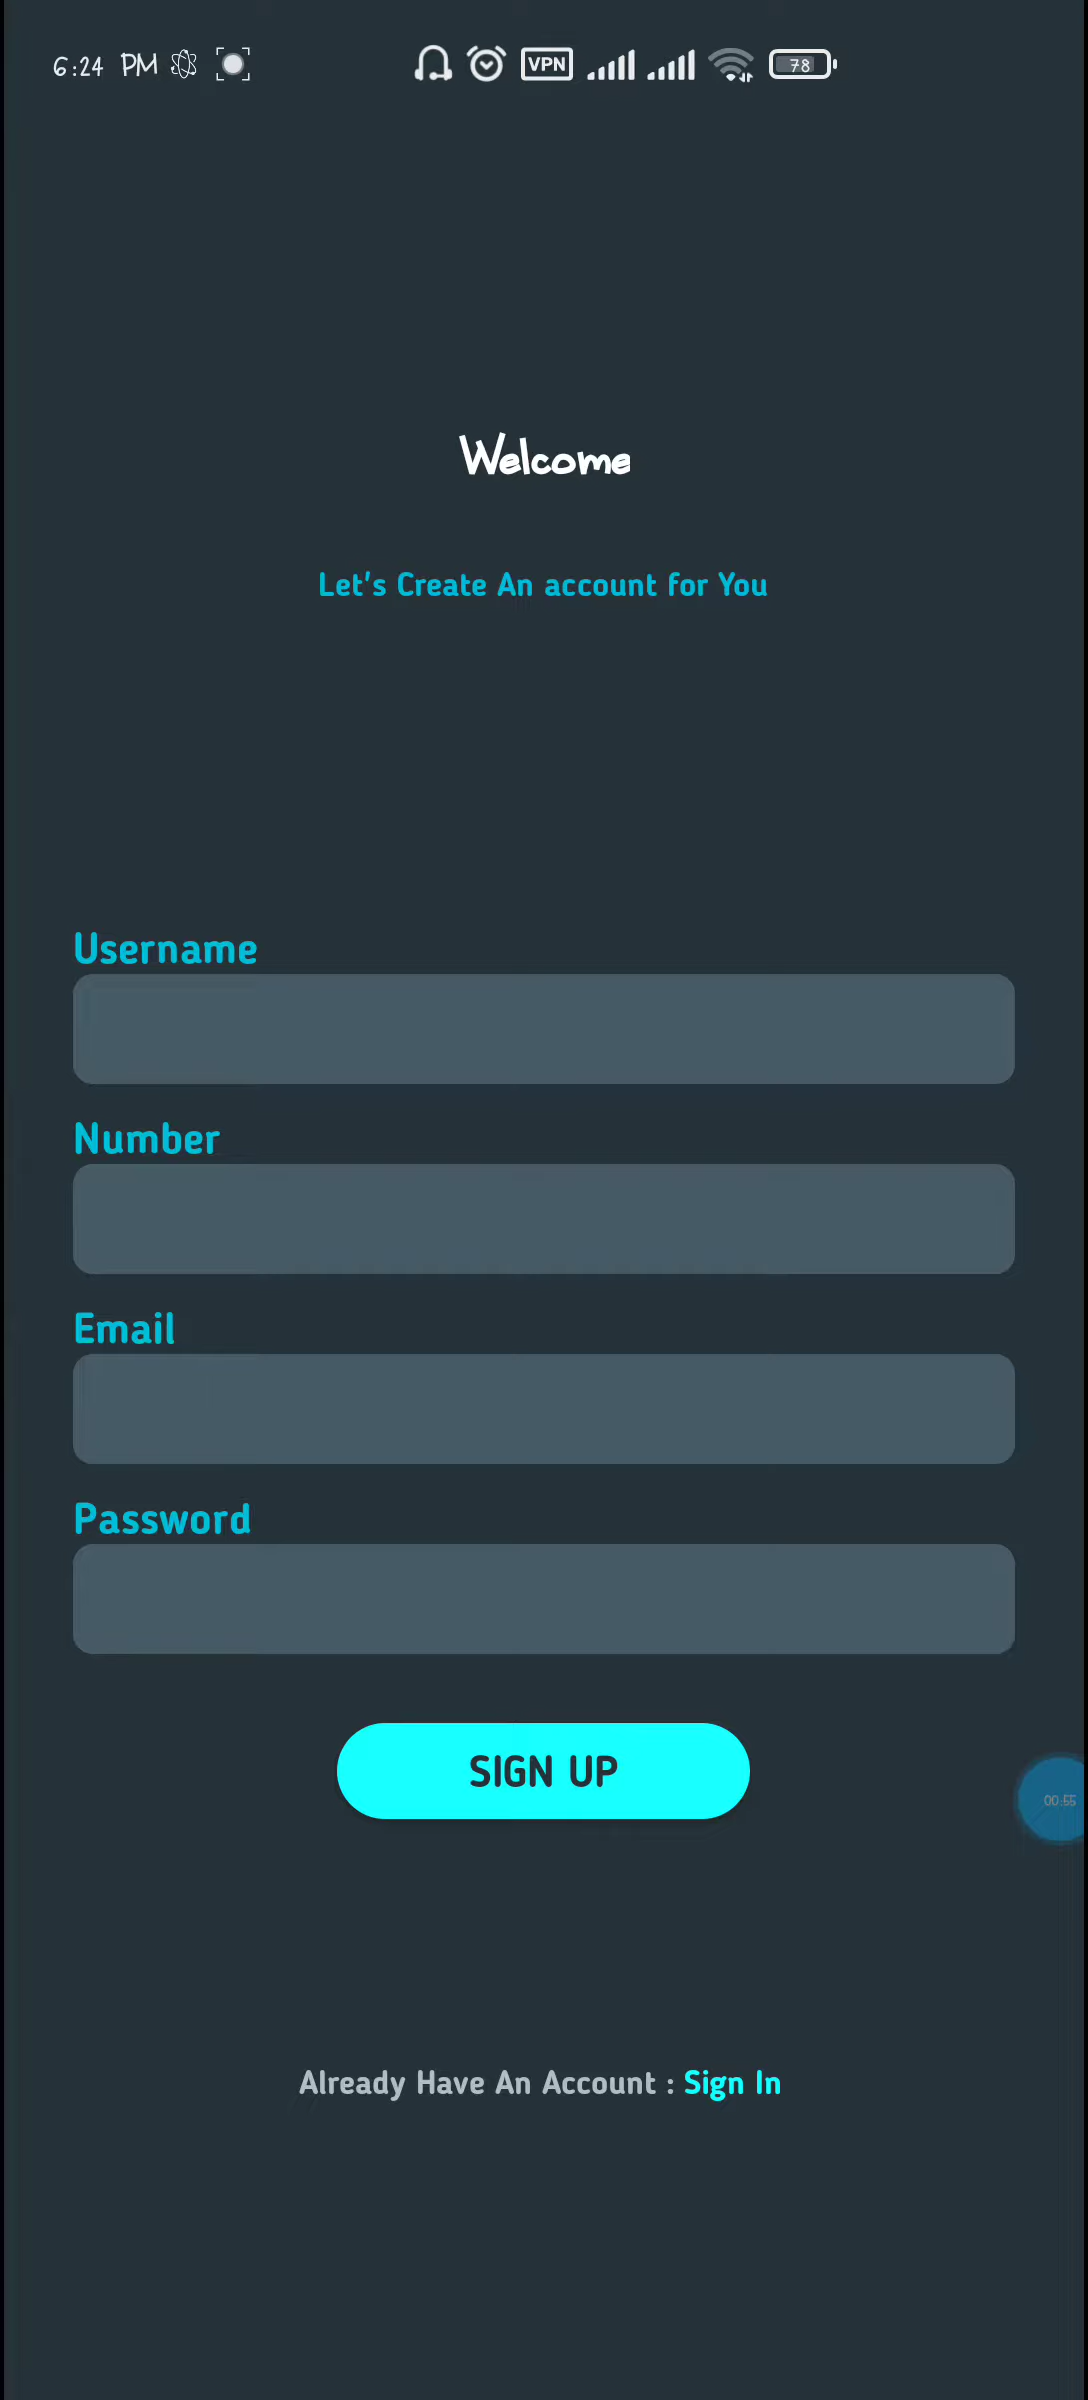 6:24 PM VPN 78
Welcome
Let's Create An account for You
Username
Number
Email
Password
SIGN UP
00:55
Already Have An Account : Sign In